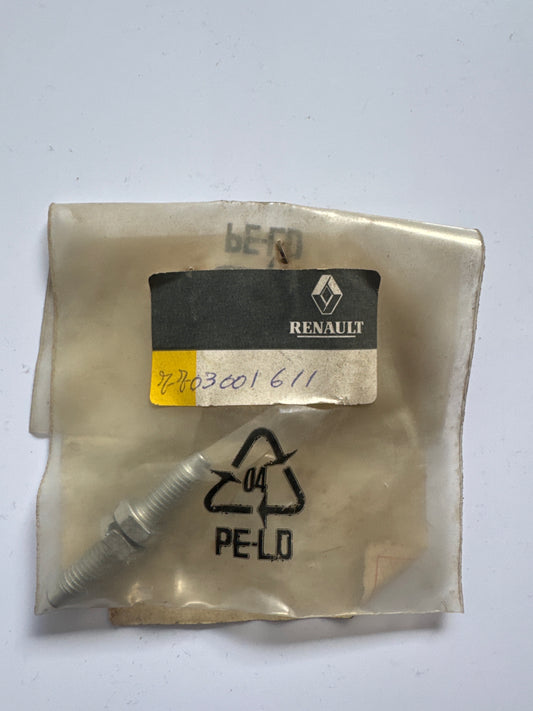 PE-LD
RENAULT
7703001611
04
PE-LD